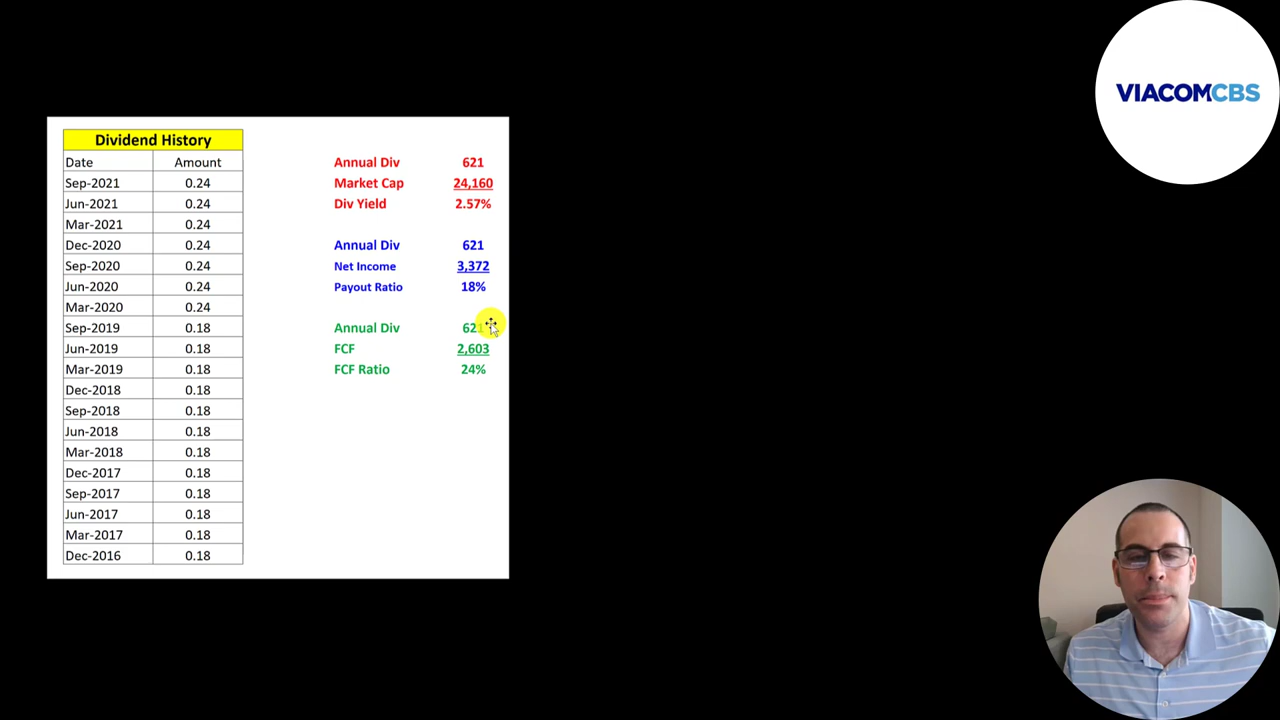 VIACOMCBS
Dividend History
Date Amount
Sep-2021 0.24
Jun-2021 0.24
Mar-2021 0.24
Dec-2020 0.24
Sep-2020 0.24
Jun-2020 0.24
Mar-2020 0.24
Sep-2019 0.18
Jun-2019 0.18
Mar-2019 0.18
Dec-2018 0.18
Sep-2018 0.18
Jun-2018 0.18
Mar-2018 0.18
Dec-2017 0.18
Sep-2017 0.18
Jun-2017 0.18
Mar-2017 0.18
Dec-2016 0.18
Annual Div 621
Market Cap 24,160
Div Yield 2.57%
Annual Div 621
Net Income 3,372
Payout Ratio 18%
Annual Div 621
FCF 2,603
FCF Ratio 24%